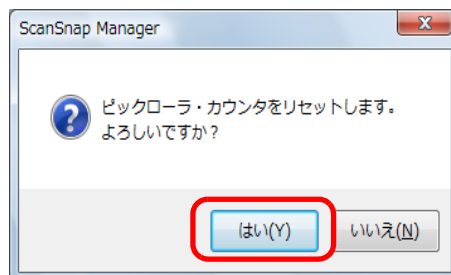 ScanSnap Manager
ピックローラ・カウンタをリセットします。
よろしいですか？
はい(Y)
いいえ(N)